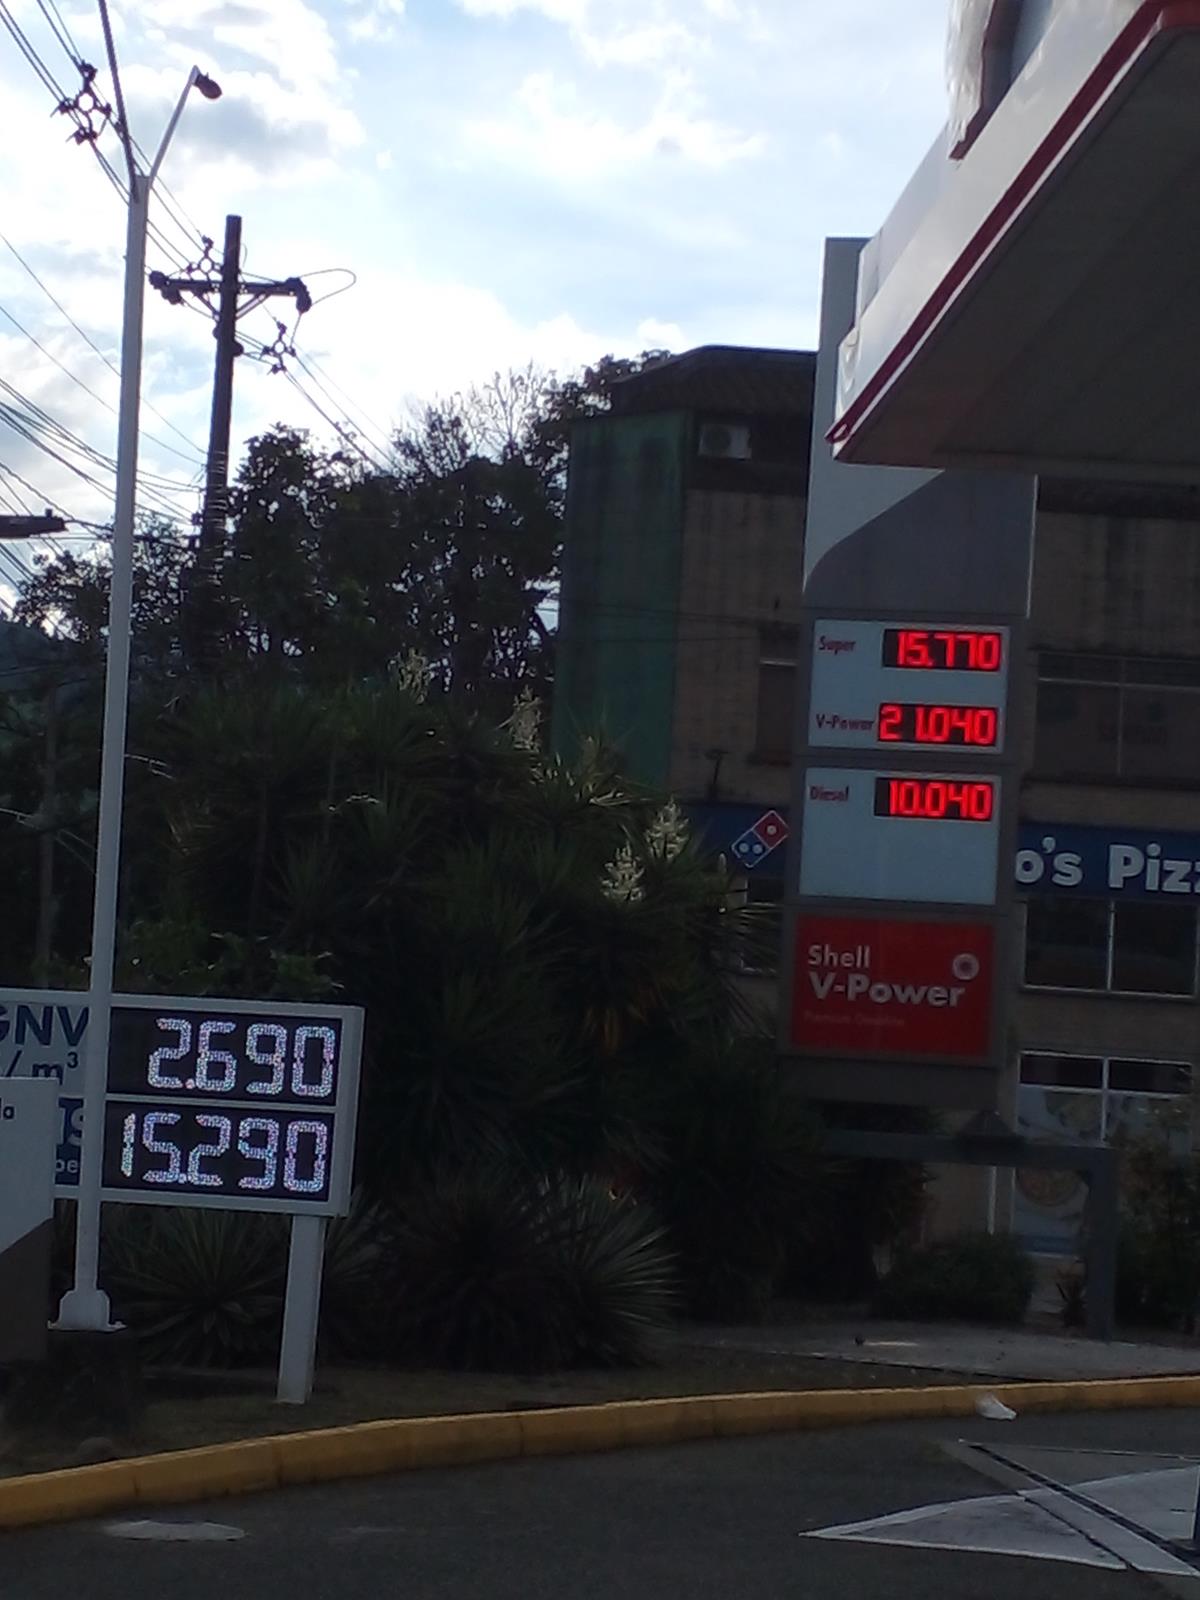 Super 15.770
V-Power 21.040
Diesel 10.040
o's Pizz
Shell
V-Power
GNV 2.690
/ m³
15.290